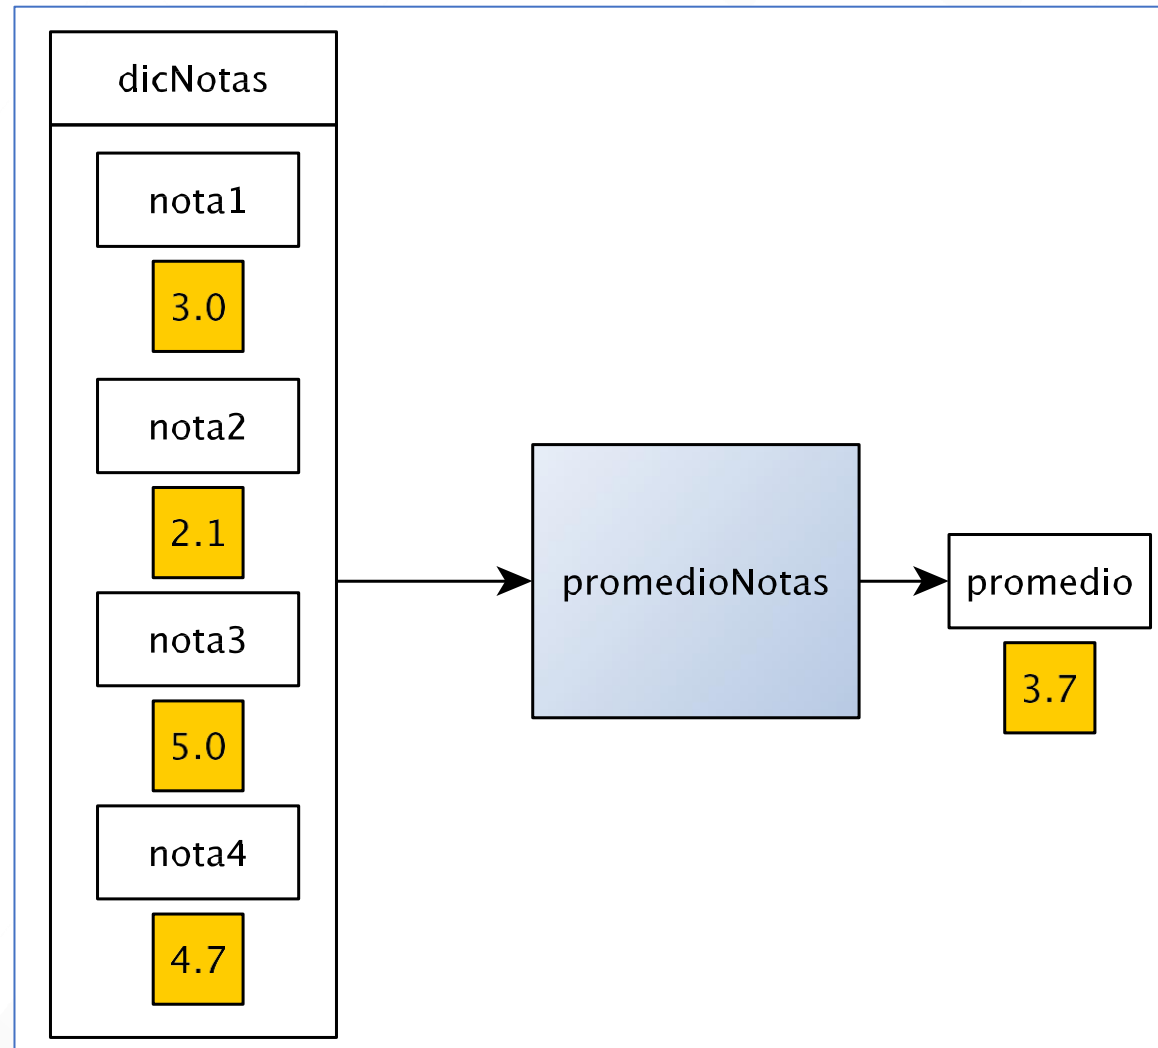 dicNotas
nota1
3.0
nota2
2.1
nota3
5.0
nota4
4.7
promedioNotas
promedio
3.7